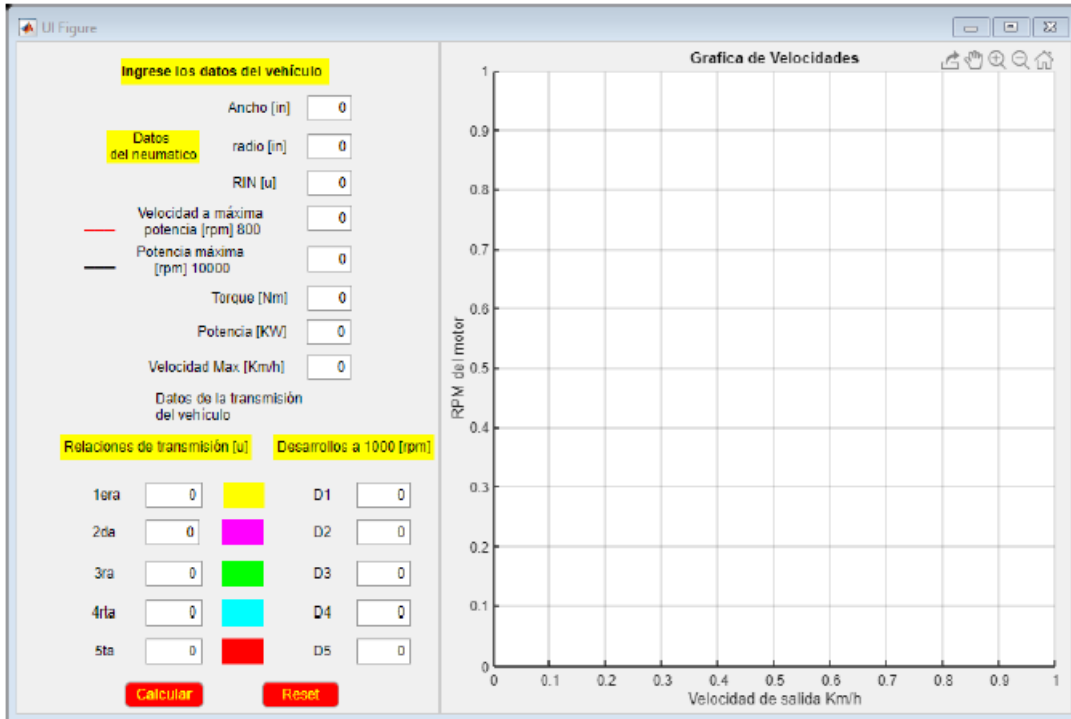 UI Figure
Ingrese los datos del vehículo
Ancho [in] 0
Datos
del neumatico
radio [in] 0
RIN [u] 0
Velocidad a máxima
potencia [rpm] 800
0
Potencia máxima
[rpm] 10000
0
Torque [Nm] 0
Potencia [KW] 0
Velocidad Max [Km/h] 0
Datos de la transmisión
del vehículo
Relaciones de transmisión [u] Desarrollos a 1000 [rpm]
1era 0 D1 0
2da 0 D2 0
3ra 0 D3 0
4rta 0 D4 0
5ta 0 D5 0
Calcular Reset
Grafica de Velocidades
RPM del motor
1
0.9
0.8
0.7
0.6
0.5
0.4
0.3
0.2
0.1
0
0 0.1 0.2 0.3 0.4 0.5 0.6 0.7 0.8 0.9 1
Velocidad de salida Km/h